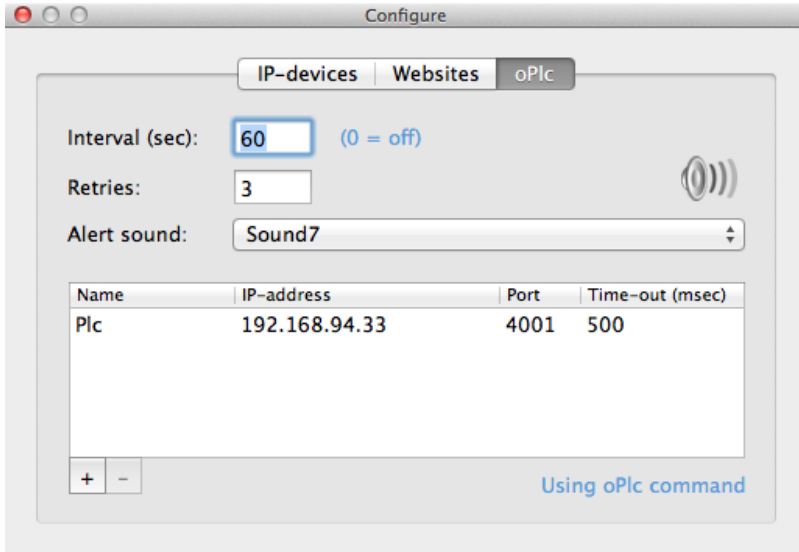 Configure
IP-devices Websites oPlc
Interval (sec): 60 (0 = off)
Retries: 3
Alert sound: Sound7
Name IP-address Port Time-out (msec)
Plc 192.168.94.33 4001 500
+ −
Using oPlc command